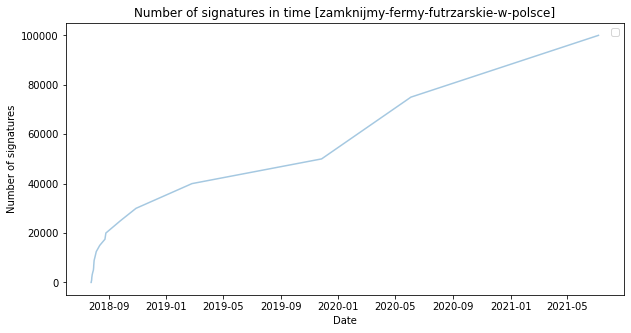 Number of signatures in time [zamknijmy-fermy-futrzarskie-w-polsce]
100000
80000
60000
40000
20000
0
Number of signatures
2018-09 2019-01 2019-05 2019-09 2020-01 2020-05 2020-09 2021-01 2021-05
Date